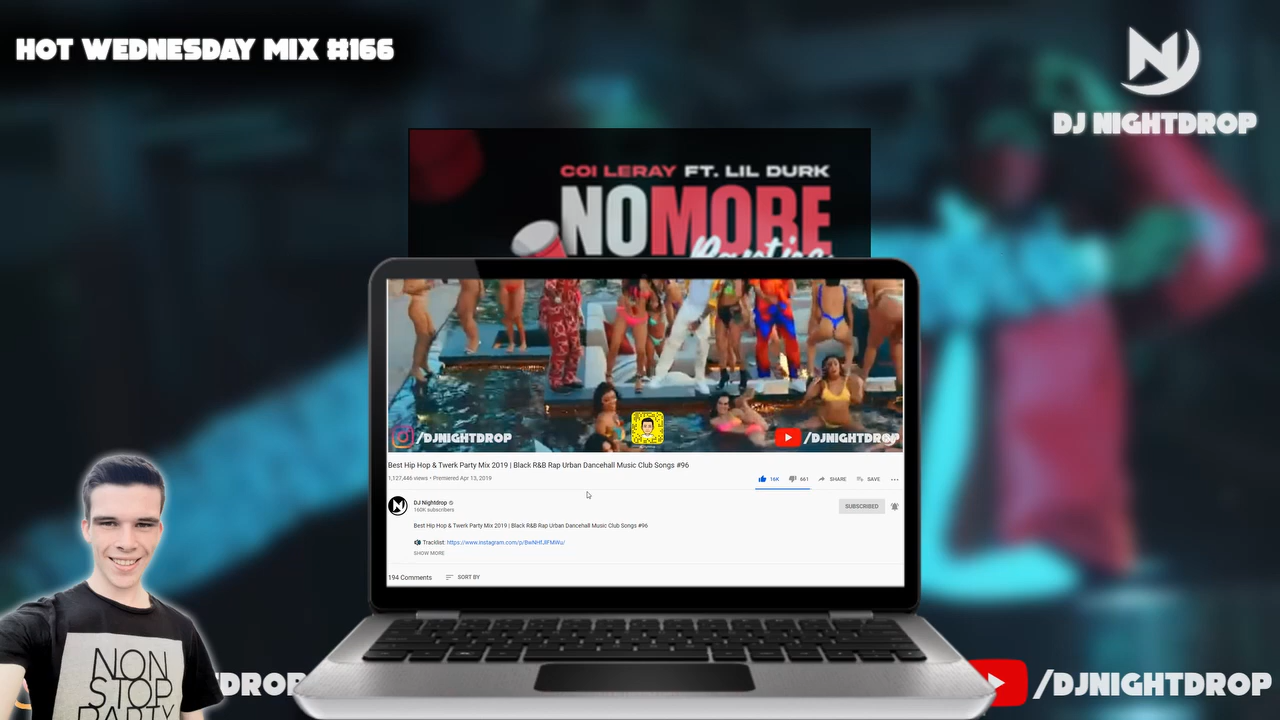 HOT WEDNESDAY MIX #166
DJ NIGHTDROP
COI LERAY FT. LIL DURK
NO MORE
Parties
/DJNIGHTDROP
/DJNIGHTDROP
Best Hip Hop & Twerk Party Mix 2019 | Black R&B Rap Urban Dancehall Music Club Songs #96
1,127,446 views • Premiered Apr 13, 2019
16K
661
SHARE
SAVE
DJ Nightdrop
160K subscribers
SUBSCRIBED
Best Hip Hop & Twerk Party Mix 2019 | Black R&B Rap Urban Dancehall Music Club Songs #96
Tracklist: https://www.instagram.com/p/BwNHfJlFMWu/
SHOW MORE
194 Comments
SORT BY
NON
STOP
PARTY
DROP
/DJNIGHTDROP